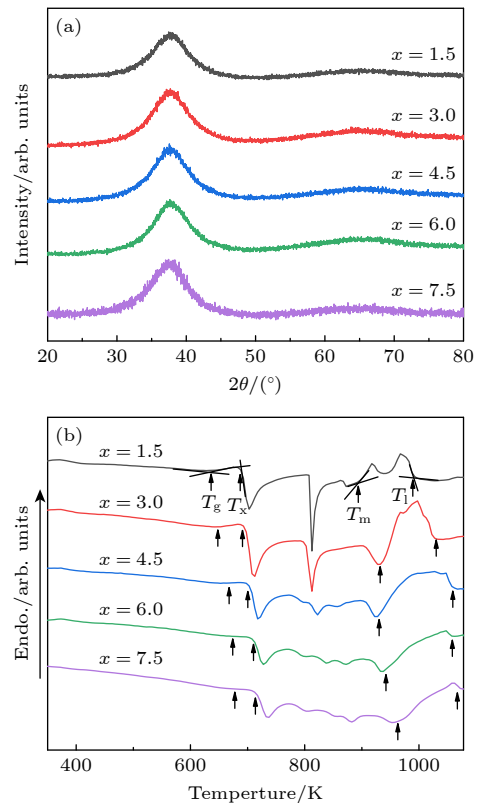 (a)
x = 1.5
x = 3.0
x = 4.5
x = 6.0
x = 7.5
Intensity/arb. units
20 30 40 50 60 70 80
2θ/(°)
(b)
x = 1.5
Tg Tx Tm Tl
x = 3.0
x = 4.5
x = 6.0
x = 7.5
Endo./arb. units
400 600 800 1000
Temperture/K